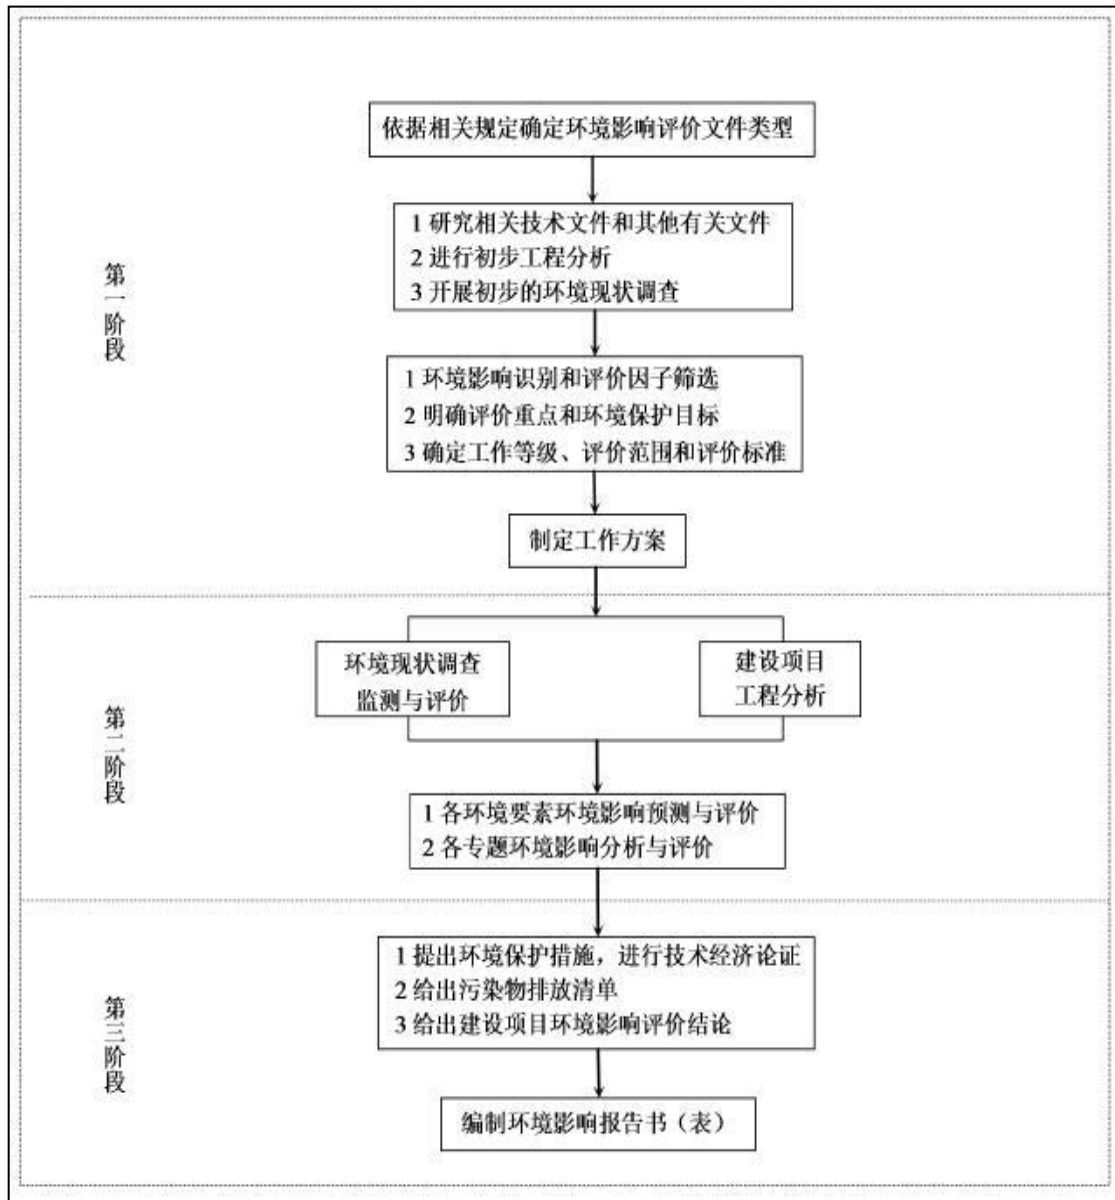 依据相关规定确定环境影响评价文件类型
1 研究相关技术文件和其他有关文件
2 进行初步工程分析
3 开展初步的环境现状调查
第一阶段
1 环境影响识别和评价因子筛选
2 明确评价重点和环境保护目标
3 确定工作等级、评价范围和评价标准
制定工作方案
环境现状调查
监测与评价
建设项目
工程分析
第二阶段
1 各环境要素环境影响预测与评价
2 各专题环境影响分析与评价
1 提出环境保护措施，进行技术经济论证
2 给出污染物排放清单
3 给出建设项目环境影响评价结论
第三阶段
编制环境影响报告书（表）